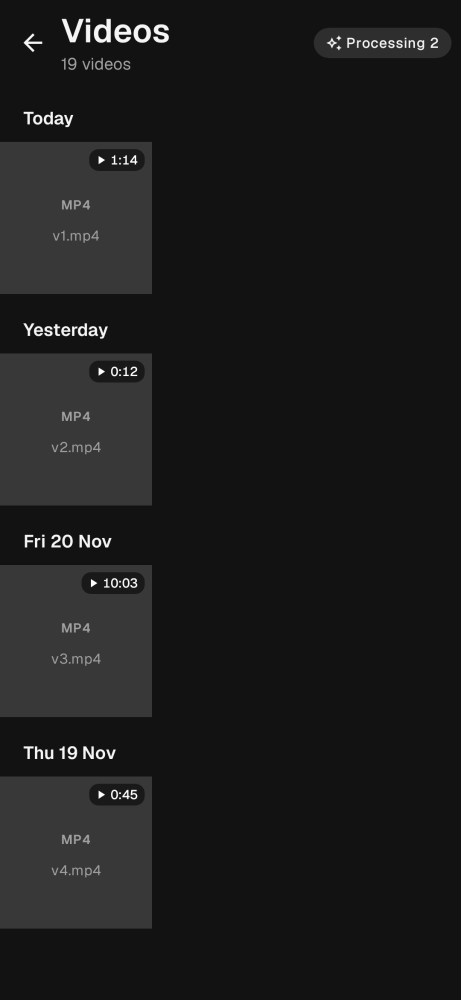 Videos
19 videos
Processing 2
Today
1:14
MP4
v1.mp4
Yesterday
0:12
MP4
v2.mp4
Fri 20 Nov
10:03
MP4
v3.mp4
Thu 19 Nov
0:45
MP4
v4.mp4